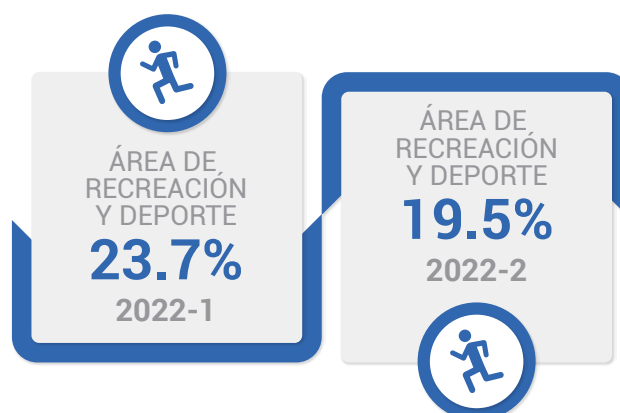 ÁREA DE
RECREACIÓN
Y DEPORTE
23.7%
2022-1
ÁREA DE
RECREACIÓN
Y DEPORTE
19.5%
2022-2